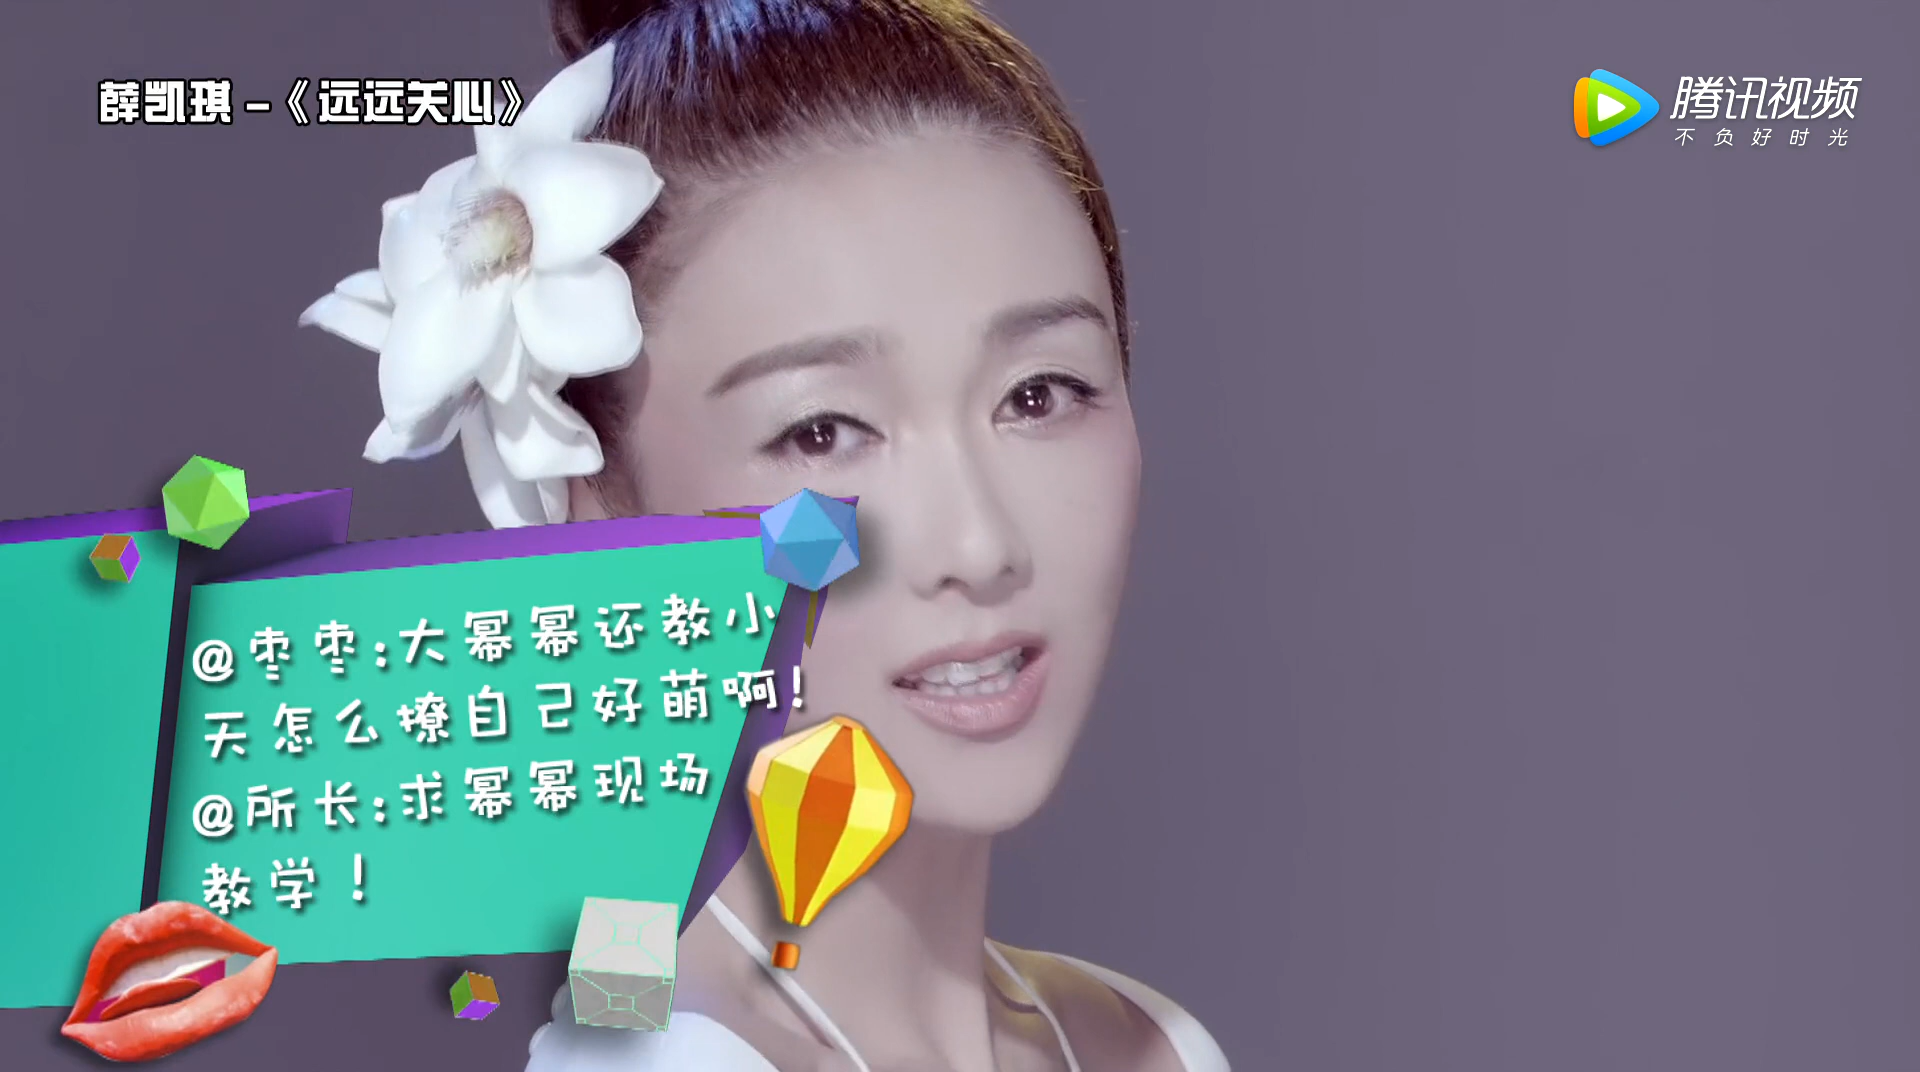 薛凯琪-《远远关心》
腾讯视频
不负好时光
@枣枣:大幂幂还教小
天怎么撩自己好萌啊!
@所长:求幂幂现场
教学!